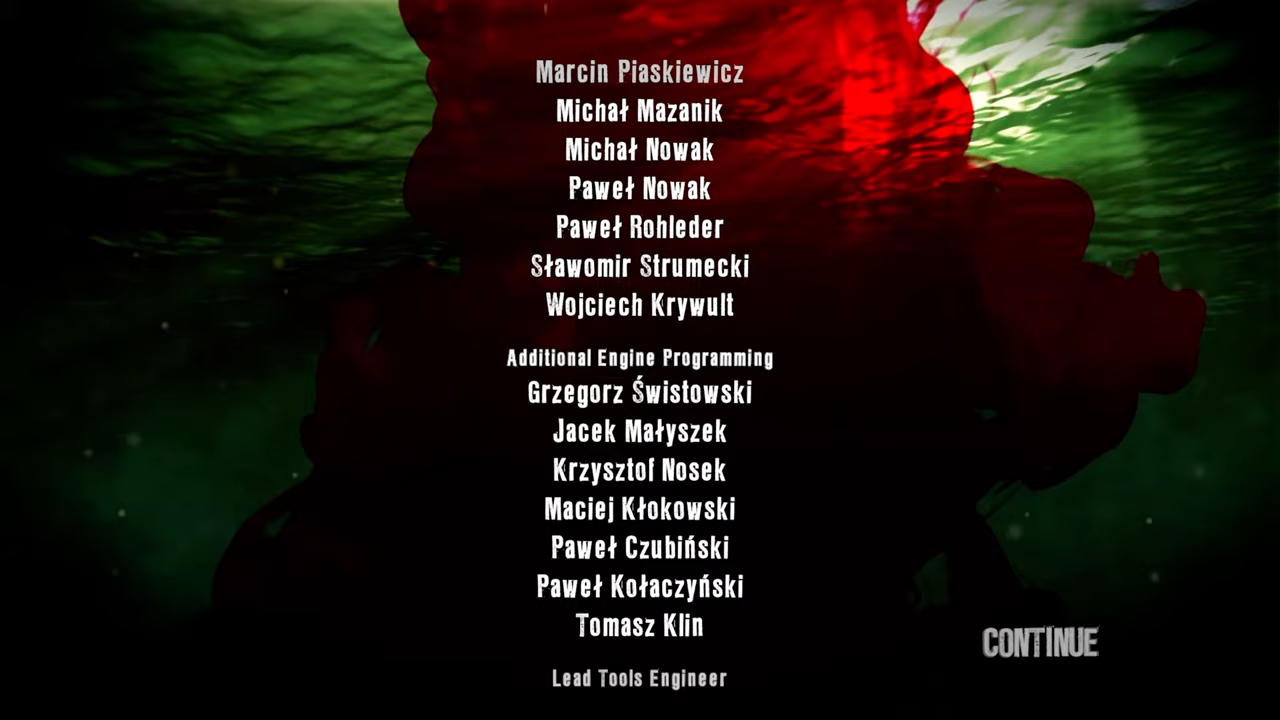 Marcin Piaskiewicz
Michał Mazanik
Michał Nowak
Paweł Nowak
Paweł Rohleder
Sławomir Strumecki
Wojciech Krywult
Additional Engine Programming
Grzegorz Świstowski
Jacek Małyszek
Krzysztof Nosek
Maciej Kłokowski
Paweł Czubiński
Paweł Kołaczyński
Tomasz Klin
CONTINUE
Lead Tools Engineer